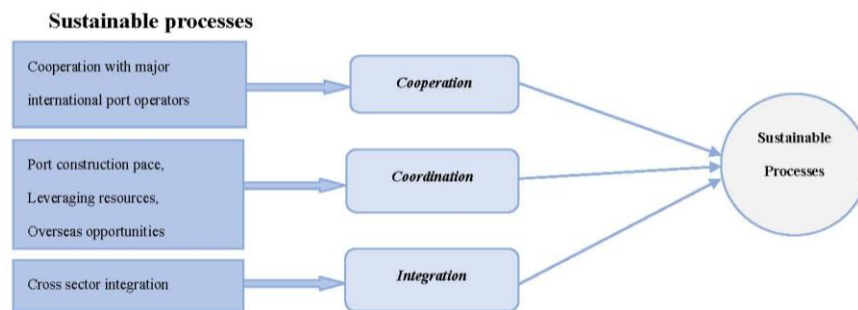 Sustainable processes
Cooperation with major
international port operators
Cooperation
Port construction pace,
Leveraging resources,
Overseas opportunities
Coordination
Cross sector integration
Integration
Sustainable
Processes